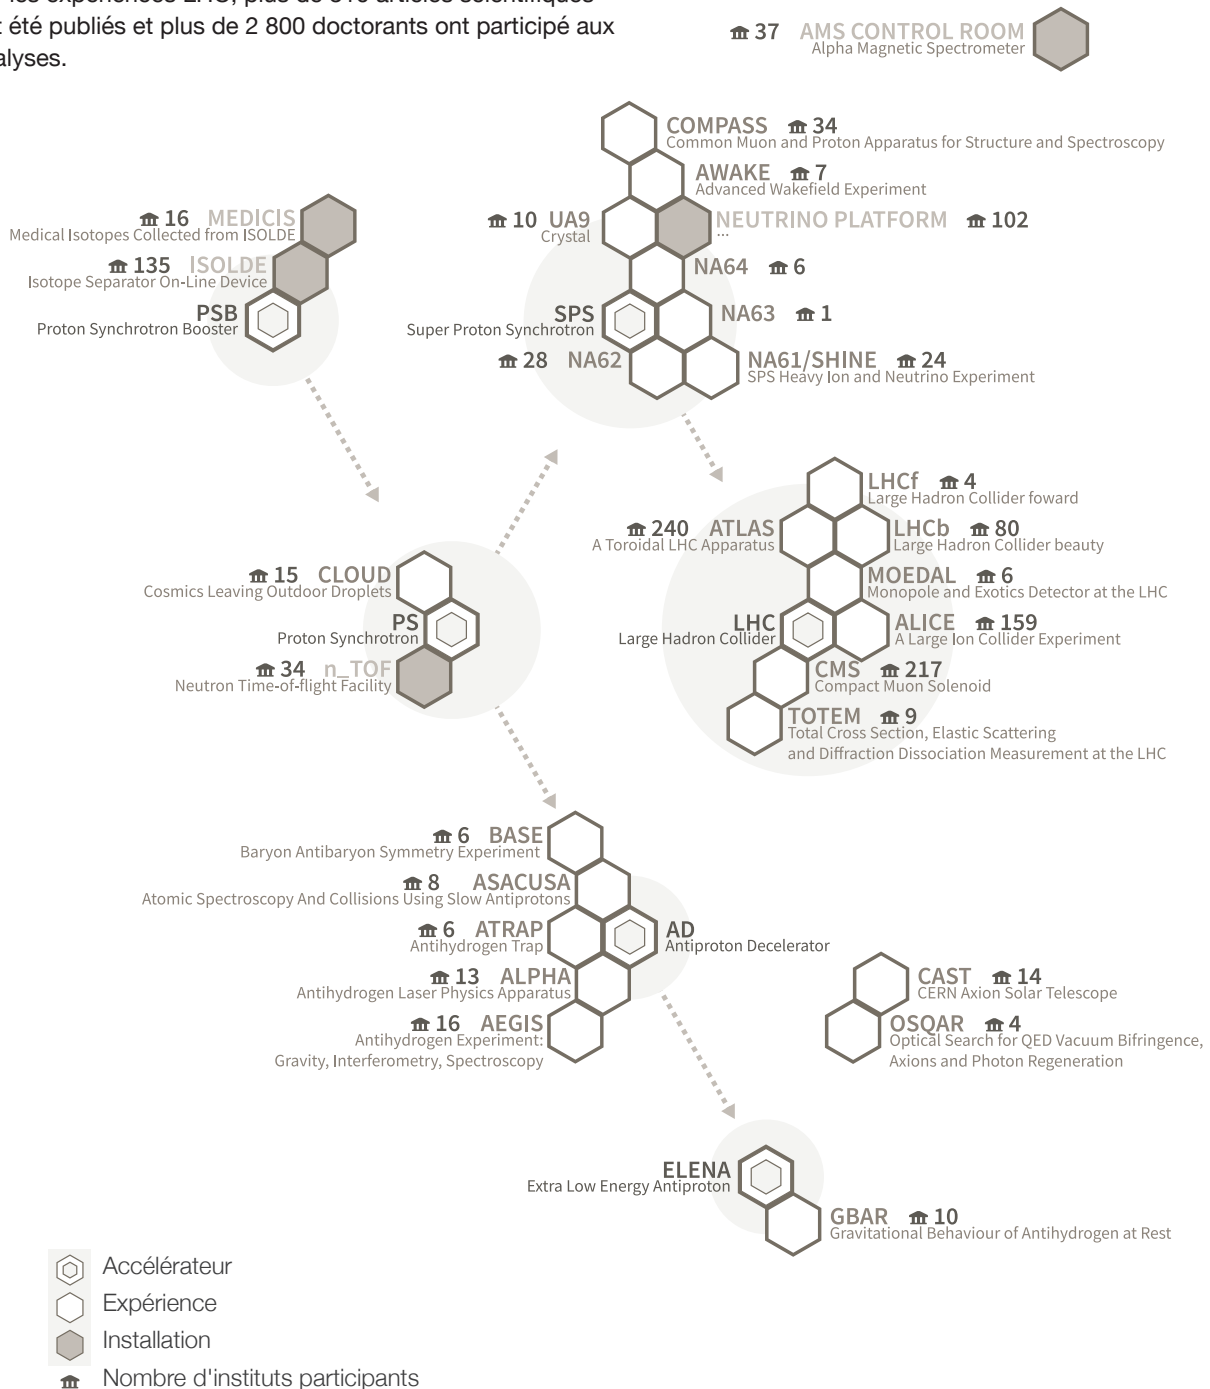 les expériences LHC, plus de 310 articles scientifiques
été publiés et plus de 2 800 doctorants ont participé aux
alyses.
37 AMS CONTROL ROOM
Alpha Magnetic Spectrometer
COMPASS 34
Common Muon and Proton Apparatus for Structure and Spectroscopy
AWAKE 7
Advanced Wakefield Experiment
16 MEDICIS
Medical Isotopes Collected from ISOLDE
10 UA9
Crystal
NEUTRINO PLATFORM 102
...
135 ISOLDE
Isotope Separator On-Line Device
NA64 6
PSB
Proton Synchrotron Booster
SPS
Super Proton Synchrotron
NA63 1
28 NA62
NA61/SHINE 24
SPS Heavy Ion and Neutrino Experiment
LHCf 4
Large Hadron Collider foward
240 ATLAS
A Toroidal LHC Apparatus
LHCb 80
Large Hadron Collider beauty
15 CLOUD
Cosmics Leaving Outdoor Droplets
MOEDAL 6
Monopole and Exotics Detector at the LHC
PS
Proton Synchrotron
LHC
Large Hadron Collider
ALICE 159
A Large Ion Collider Experiment
34 n_TOF
Neutron Time-of-flight Facility
CMS 217
Compact Muon Solenoid
TOTEM 9
Total Cross Section, Elastic Scattering
and Diffraction Dissociation Measurement at the LHC
6 BASE
Baryon Antibaryon Symmetry Experiment
8 ASACUSA
Atomic Spectroscopy And Collisions Using Slow Antiprotons
6 ATRAP
Antihydrogen Trap
AD
Antiproton Decelerator
13 ALPHA
Antihydrogen Laser Physics Apparatus
16 AEGIS
Antihydrogen Experiment:
Gravity, Interferometry, Spectroscopy
CAST 14
CERN Axion Solar Telescope
OSQAR 4
Optical Search for QED Vacuum Bifringence,
Axions and Photon Regeneration
ELENA
Extra Low Energy Antiproton
GBAR 10
Gravitational Behaviour of Antihydrogen at Rest
Accélérateur
Expérience
Installation
Nombre d'instituts participants